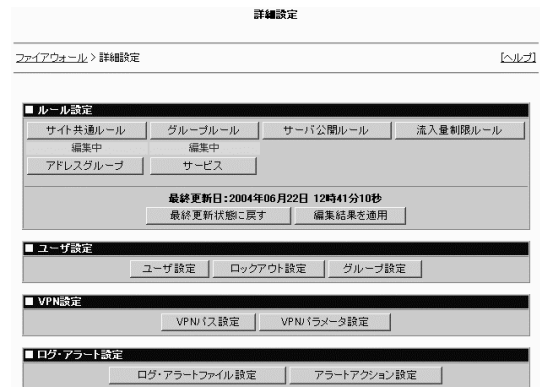 詳細設定
ファイアウォール > 詳細設定 [ヘルプ]
■ ルール設定
サイト共通ルール グループルール サーバ公開ルール 流入量制限ルール
編集中 編集中
アドレスグループ サービス
最終更新日:2004年06月22日 12時41分10秒
最終更新状態に戻す 編集結果を適用
■ ユーザ設定
ユーザ設定 ロックアウト設定 グループ設定
■ VPN設定
VPNパス設定 VPNパラメータ設定
■ ログ・アラート設定
ログ・アラートファイル設定 アラートアクション設定